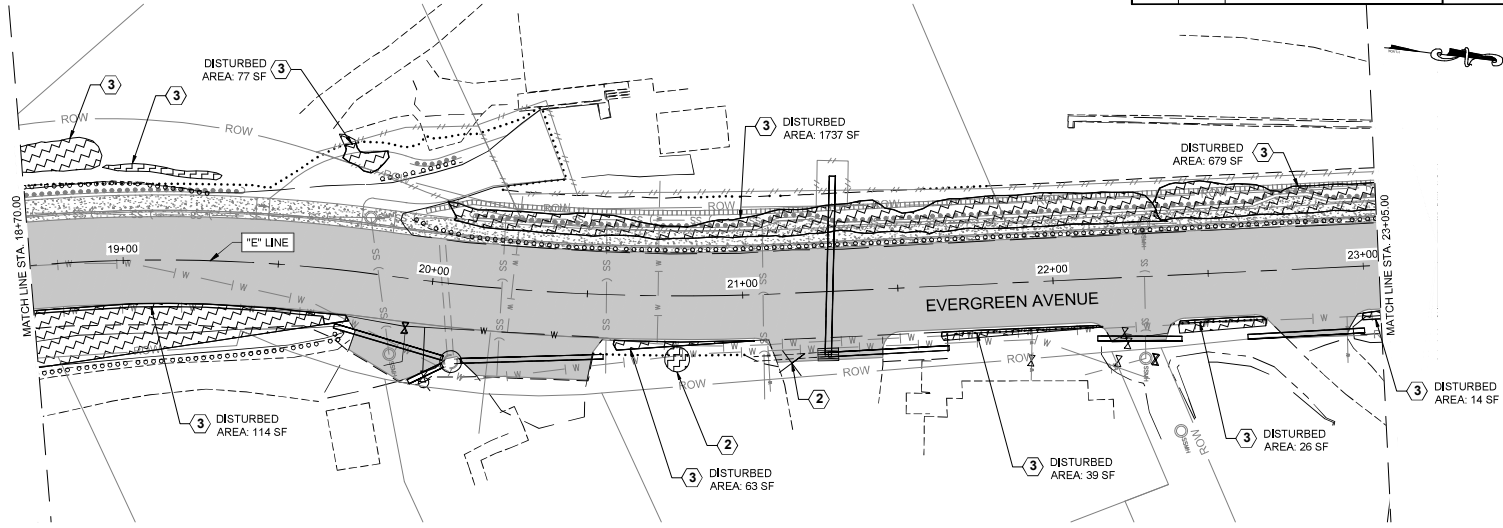 DISTURBED
AREA: 77 SF
3
3
3
ROW
ROW
3
DISTURBED
AREA: 1737 SF
DISTURBED
AREA: 679 SF
3
ROW
ROW
MATCH LINE STA. 18+70.00
MATCH LINE STA. 23+05.00
"E" LINE
19+00
20+00
21+00
22+00
23+00
SS
SS
SS
SS
SS
SS
SS
SS
W
W
W
W
W
W
EVERGREEN AVENUE
ROW
ROW
ROW
ROW
3
DISTURBED
AREA: 114 SF
2
2
3
DISTURBED
AREA: 63 SF
3
DISTURBED
AREA: 39 SF
3
DISTURBED
AREA: 26 SF
3
DISTURBED
AREA: 14 SF